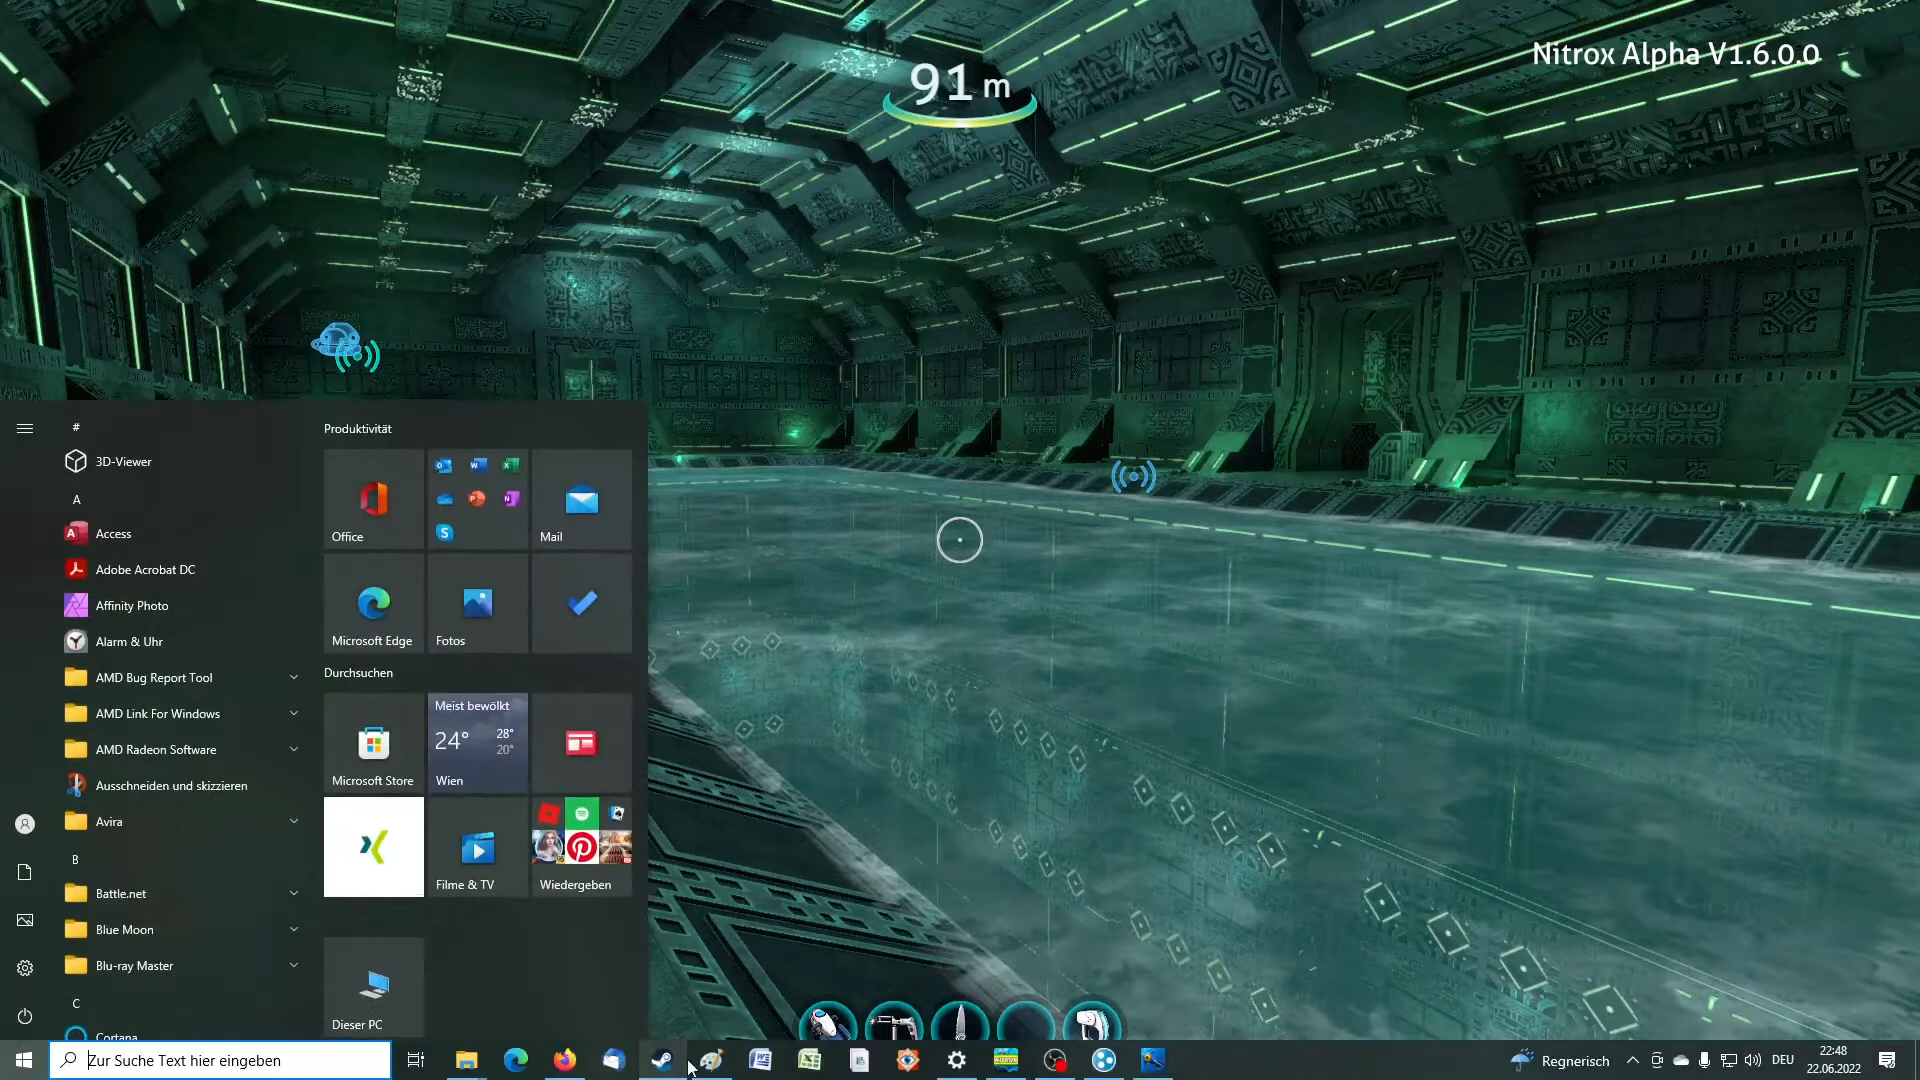 Nitrox Alpha V1.6.0.0
91 m
#
3D-Viewer
A
Access
Adobe Acrobat DC
Affinity Photo
Alarm & Uhr
AMD Bug Report Tool
AMD Link For Windows
AMD Radeon Software
Ausschneiden und skizzieren
Avira
B
Battle.net
Blue Moon
Blu-ray Master
C
Cortana
Produktivität
Office
Mail
Microsoft Edge
Fotos
Durchsuchen
Microsoft Store
Meist bewölkt
24° 28°
20°
Wien
Filme & TV
Wiedergeben
Dieser PC
Zur Suche Text hier eingeben
Regnerisch
DEU
22:48
22.06.2022